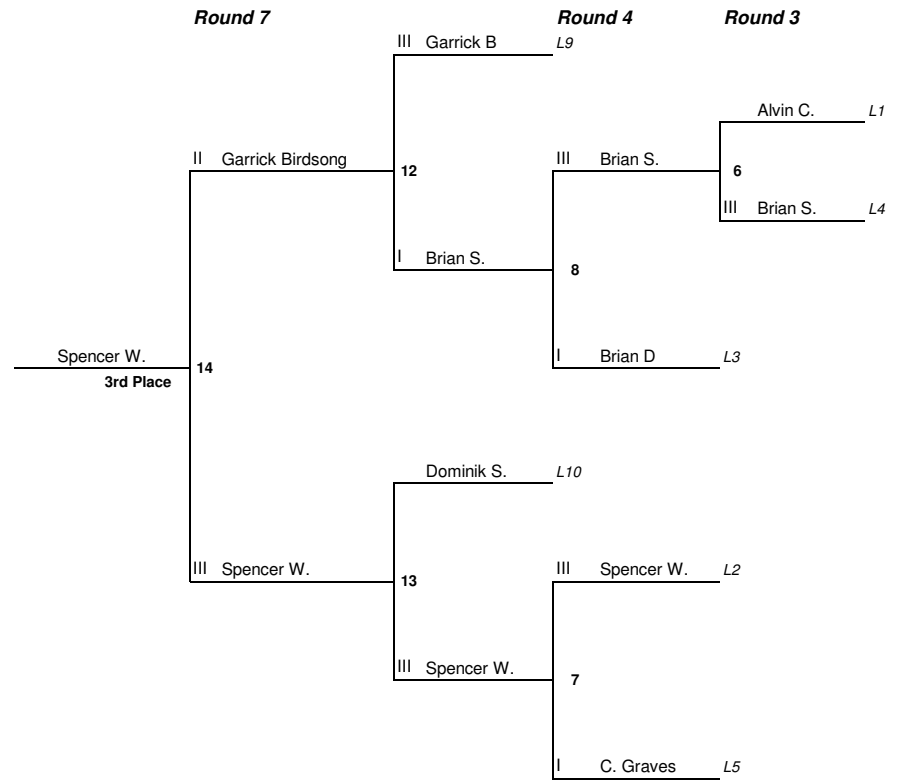 Round 7 Round 4 Round 3
III Garrick B L9
Alvin C. L1
II Garrick Birdsong III Brian S.
12 6
III Brian S. L4
I Brian S.
8
Spencer W. I Brian D L3
14
3rd Place
Dominik S. L10
III Spencer W. III Spencer W. L2
13
III Spencer W.
7
I C. Graves L5